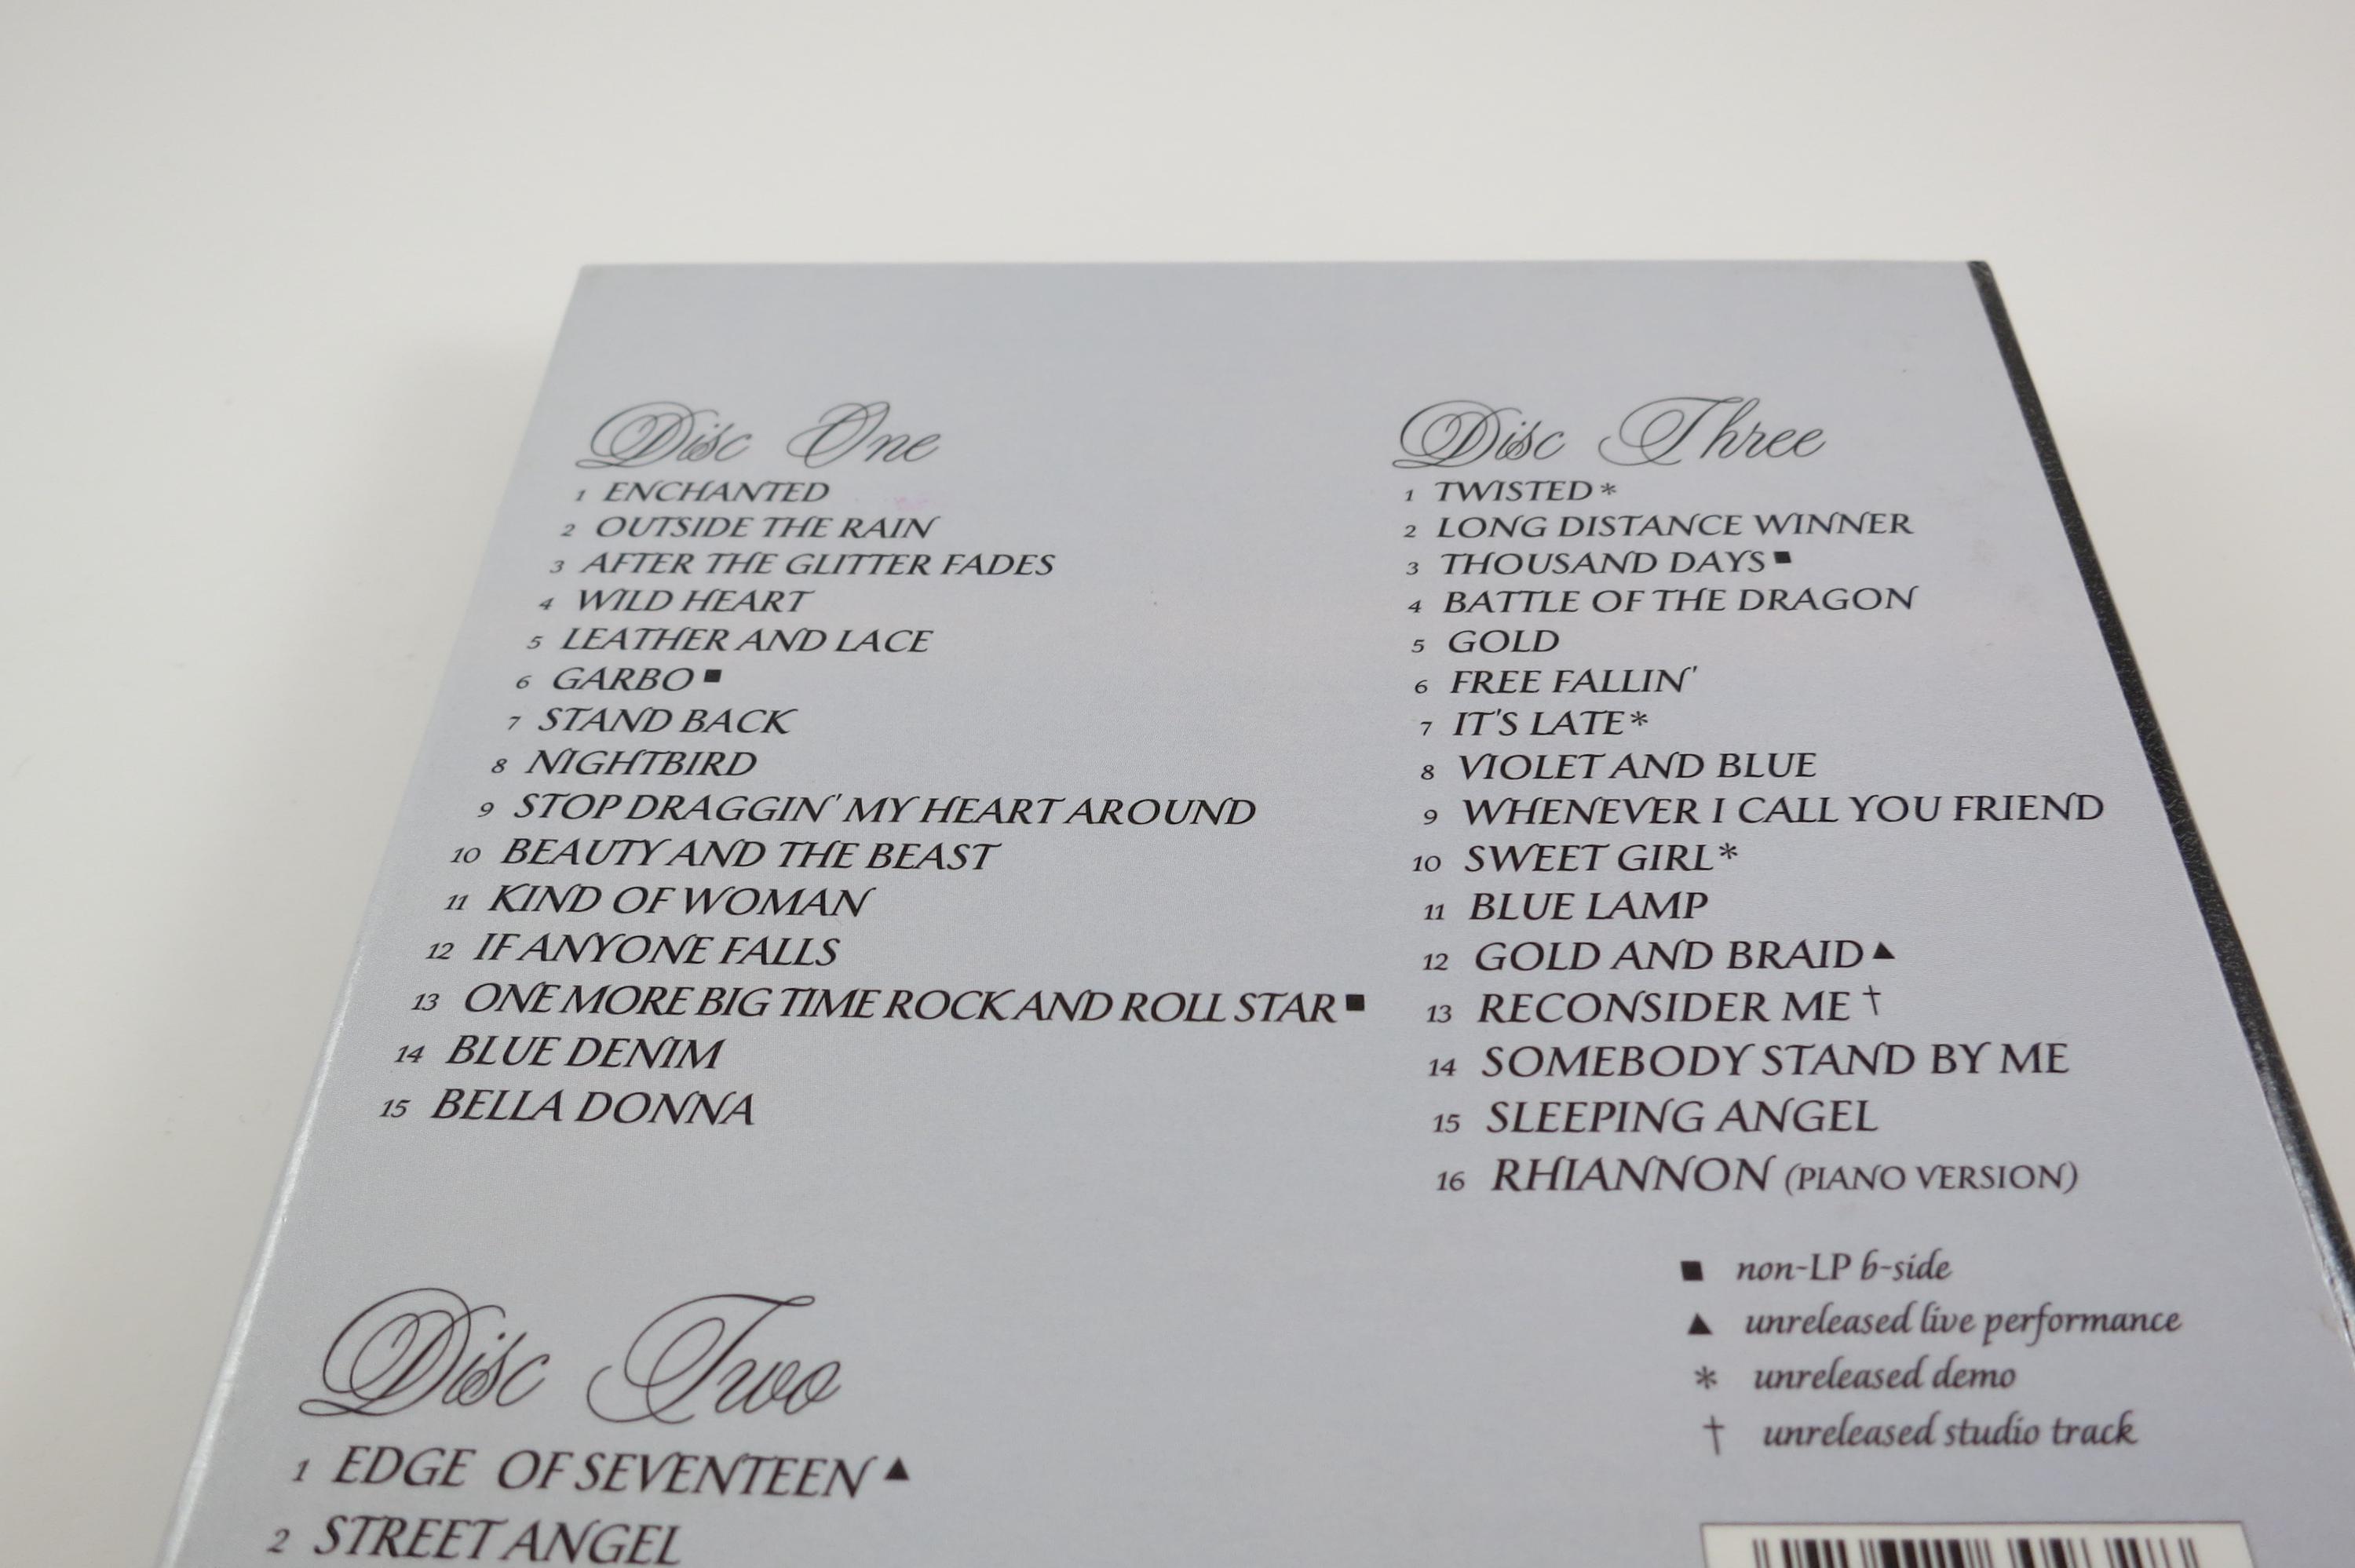 Disc One
1 ENCHANTED
2 OUTSIDE THE RAIN
3 AFTER THE GLITTER FADES
4 WILD HEART
5 LEATHER AND LACE
6 GARBO ■
7 STAND BACK
8 NIGHTBIRD
9 STOP DRAGGIN' MY HEART AROUND
10 BEAUTY AND THE BEAST
11 KIND OF WOMAN
12 IF ANYONE FALLS
13 ONE MORE BIG TIME ROCK AND ROLL STAR ■
14 BLUE DENIM
15 BELLA DONNA
Disc Two
1 EDGE OF SEVENTEEN ▲
2 STREET ANGEL
Disc Three
1 TWISTED *
2 LONG DISTANCE WINNER
3 THOUSAND DAYS ■
4 BATTLE OF THE DRAGON
5 GOLD
6 FREE FALLIN'
7 IT'S LATE *
8 VIOLET AND BLUE
9 WHENEVER I CALL YOU FRIEND
10 SWEET GIRL *
11 BLUE LAMP
12 GOLD AND BRAID ▲
13 RECONSIDER ME †
14 SOMEBODY STAND BY ME
15 SLEEPING ANGEL
16 RHIANNON (PIANO VERSION)
■ non-LP b-side
▲ unreleased live performance
* unreleased demo
† unreleased studio track